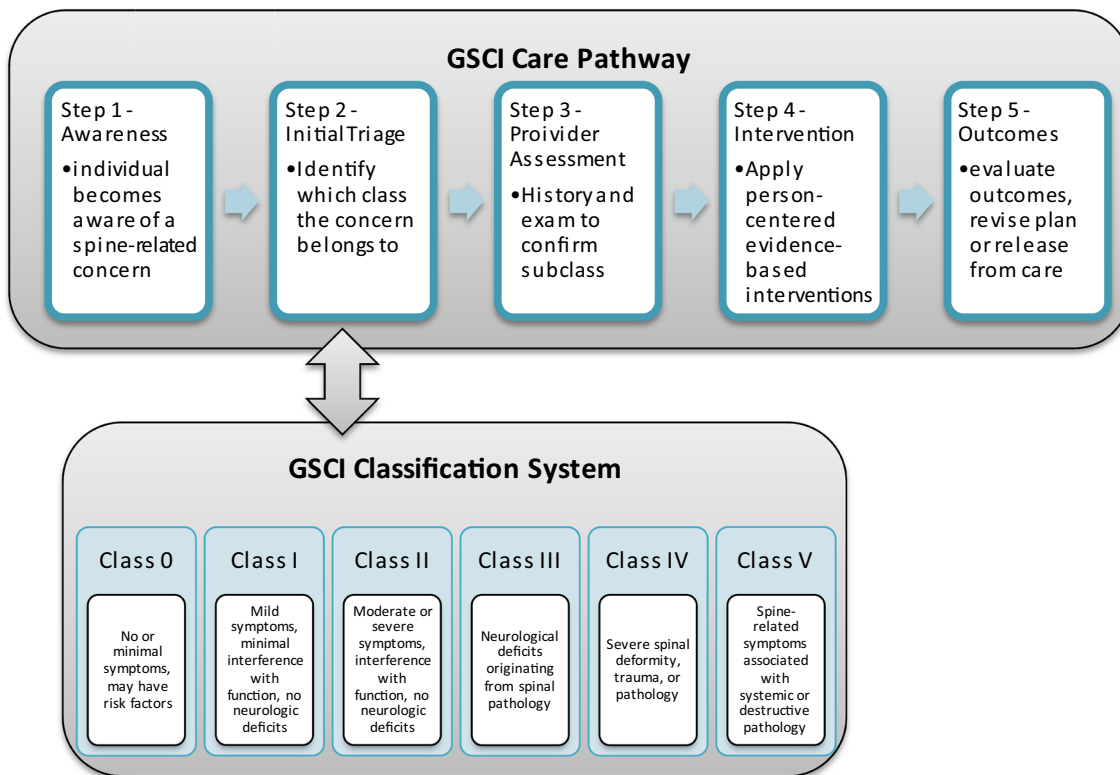 GSCI Care Pathway
Step 1 -
Awareness
•individual
becomes
aware of a
spine-related
concern
Step 2 -
Initial Triage
•Identify
which class
the concern
belongs to
Step 3 -
Proivider
Assessment
•History and
exam to
confirm
subclass
Step 4 -
Intervention
•Apply
person-
centered
evidence-
based
interventions
Step 5 -
Outcomes
•evaluate
outcomes,
revise plan
or release
from care
GSCI Classification System
Class 0
No or
minimal
symptoms,
may have
risk factors
Class I
Mild
symptoms,
minimal
interference
with
function, no
neurologic
deficits
Class II
Moderate or
severe
symptoms,
interference
with
function, no
neurologic
deficits
Class III
Neurological
deficits
originating
from spinal
pathology
Class IV
Severe spinal
deformity,
trauma, or
pathology
Class V
Spine-
related
symptoms
associated
with
systemic or
destructive
pathology